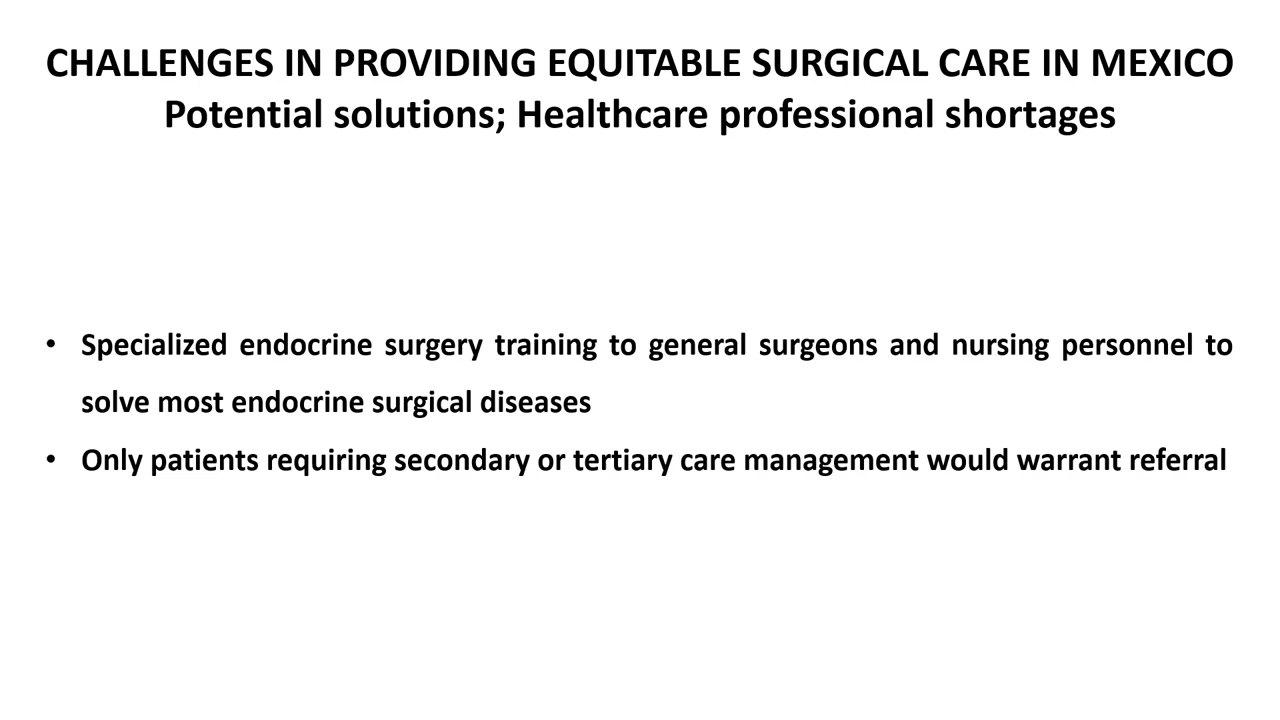 CHALLENGES IN PROVIDING EQUITABLE SURGICAL CARE IN MEXICO
Potential solutions; Healthcare professional shortages
• Specialized endocrine surgery training to general surgeons and nursing personnel to
solve most endocrine surgical diseases
• Only patients requiring secondary or tertiary care management would warrant referral